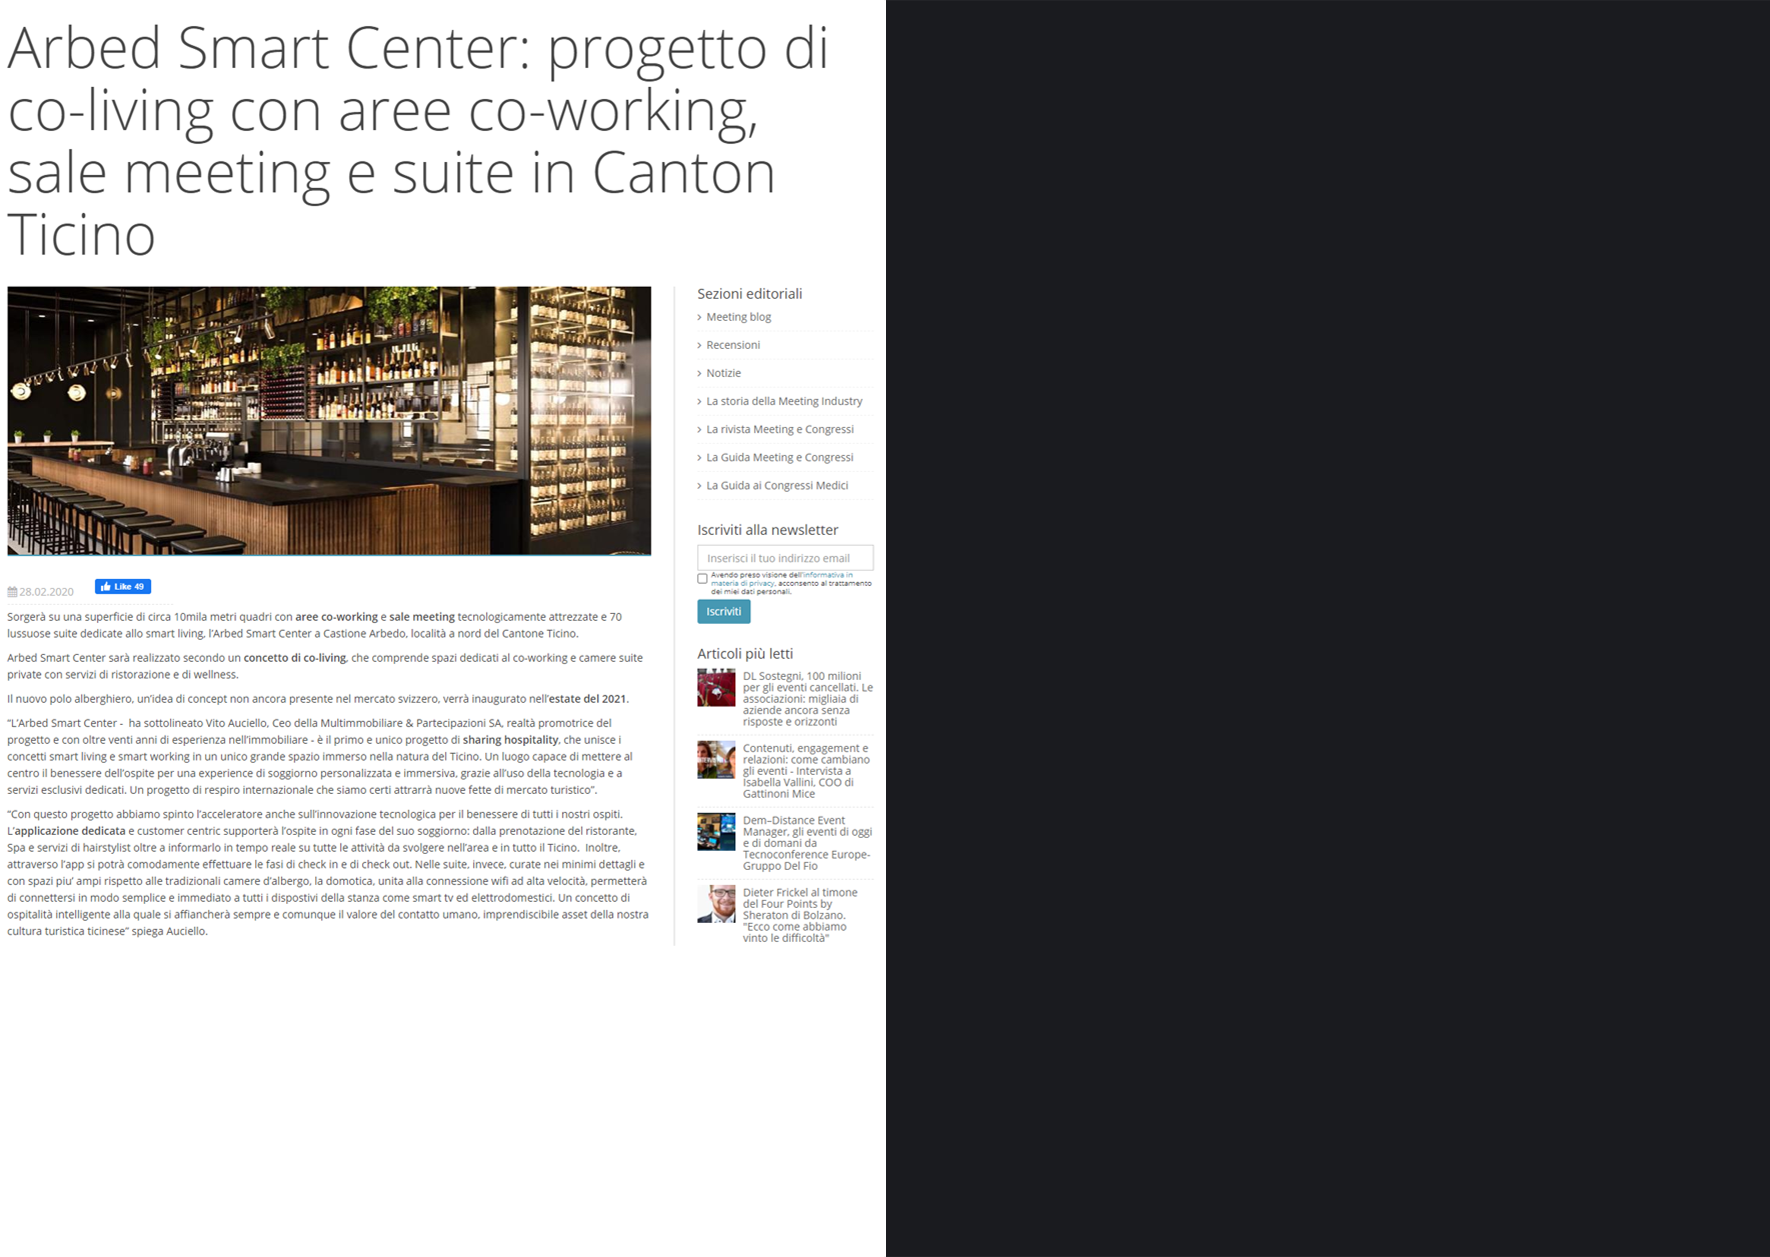 Arbed Smart Center: progetto di
co-living con aree co-working,
sale meeting e suite in Canton
Ticino
28.02.2020
Like 49
Sorgerà su una superficie di circa 10mila metri quadri con aree co-working e sale meeting tecnologicamente attrezzate e 70
lussuose suite dedicate allo smart living, l'Arbed Smart Center a Castione Arbedo, località a nord del Cantone Ticino.
Arbed Smart Center sarà realizzato secondo un concetto di co-living, che comprende spazi dedicati al co-working e camere suite
private con servizi di ristorazione e di wellness.
Il nuovo polo alberghiero, un'idea di concept non ancora presente nel mercato svizzero, verrà inaugurato nell'estate del 2021.
“L'Arbed Smart Center -  ha sottolineato Vito Auciello, Ceo della Multimmobiliare & Partecipazioni SA, realtà promotrice del
progetto e con oltre venti anni di esperienza nell'immobiliare - è il primo e unico progetto di sharing hospitality, che unisce i
concetti smart living e smart working in un unico grande spazio immerso nella natura del Ticino. Un luogo capace di mettere al
centro il benessere dell'ospite per una experience di soggiorno personalizzata e immersiva, grazie all'uso della tecnologia e a
servizi esclusivi dedicati. Un progetto di respiro internazionale che siamo certi attrarrà nuove fette di mercato turistico”.
“Con questo progetto abbiamo spinto l'acceleratore anche sull'innovazione tecnologica per il benessere di tutti i nostri ospiti.
L'applicazione dedicata e customer centric supporterà l'ospite in ogni fase del suo soggiorno: dalla prenotazione del ristorante,
Spa e servizi di hairstylist oltre a informarlo in tempo reale su tutte le attività da svolgere nell'area e in tutto il Ticino.  Inoltre,
attraverso l'app si potrà comodamente effettuare le fasi di check in e di check out. Nelle suite, invece, curate nei minimi dettagli e
con spazi piu' ampi rispetto alle tradizionali camere d'albergo, la domotica, unita alla connessione wifi ad alta velocità, permetterà
di connettersi in modo semplice e immediato a tutti i dispostivi della stanza come smart tv ed elettrodomestici. Un concetto di
ospitalità intelligente alla quale si affiancherà sempre e comunque il valore del contatto umano, imprendiscibile asset della nostra
cultura turistica ticinese” spiega Auciello.
Sezioni editoriali
Meeting blog
Recensioni
Notizie
La storia della Meeting Industry
La rivista Meeting e Congressi
La Guida Meeting e Congressi
La Guida ai Congressi Medici
Iscriviti alla newsletter
Inserisci il tuo indirizzo email
Avendo preso visione dell'informativa in
materia di privacy, acconsento al trattamento
dei miei dati personali.
Iscriviti
Articoli più letti
DL Sostegni, 100 milioni
per gli eventi cancellati. Le
associazioni: migliaia di
aziende ancora senza
risposte e orizzonti
Contenuti, engagement e
relazioni: come cambiano
gli eventi - Intervista a
Isabella Vallini, COO di
Gattinoni Mice
Dem–Distance Event
Manager, gli eventi di oggi
e di domani da
Tecnoconference Europe-
Gruppo Del Fio
Dieter Frickel al timone
del Four Points by
Sheraton di Bolzano.
"Ecco come abbiamo
vinto le difficoltà"